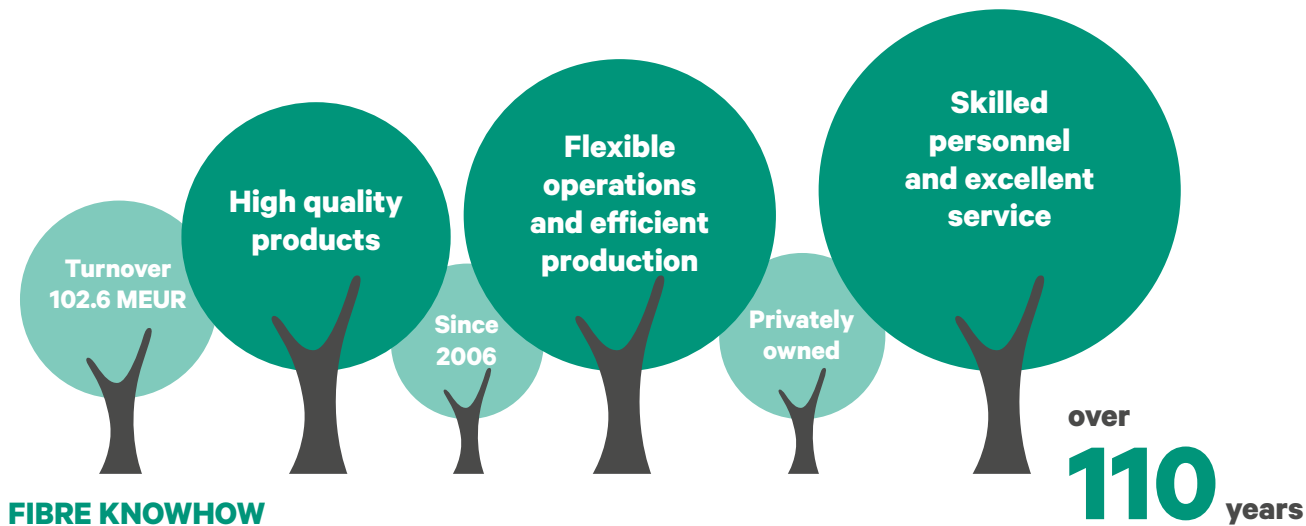 Turnover
102.6 MEUR
High quality
products
Since
2006
Flexible
operations
and efficient
production
Privately
owned
Skilled
personnel
and excellent
service
FIBRE KNOWHOW
over
110 years